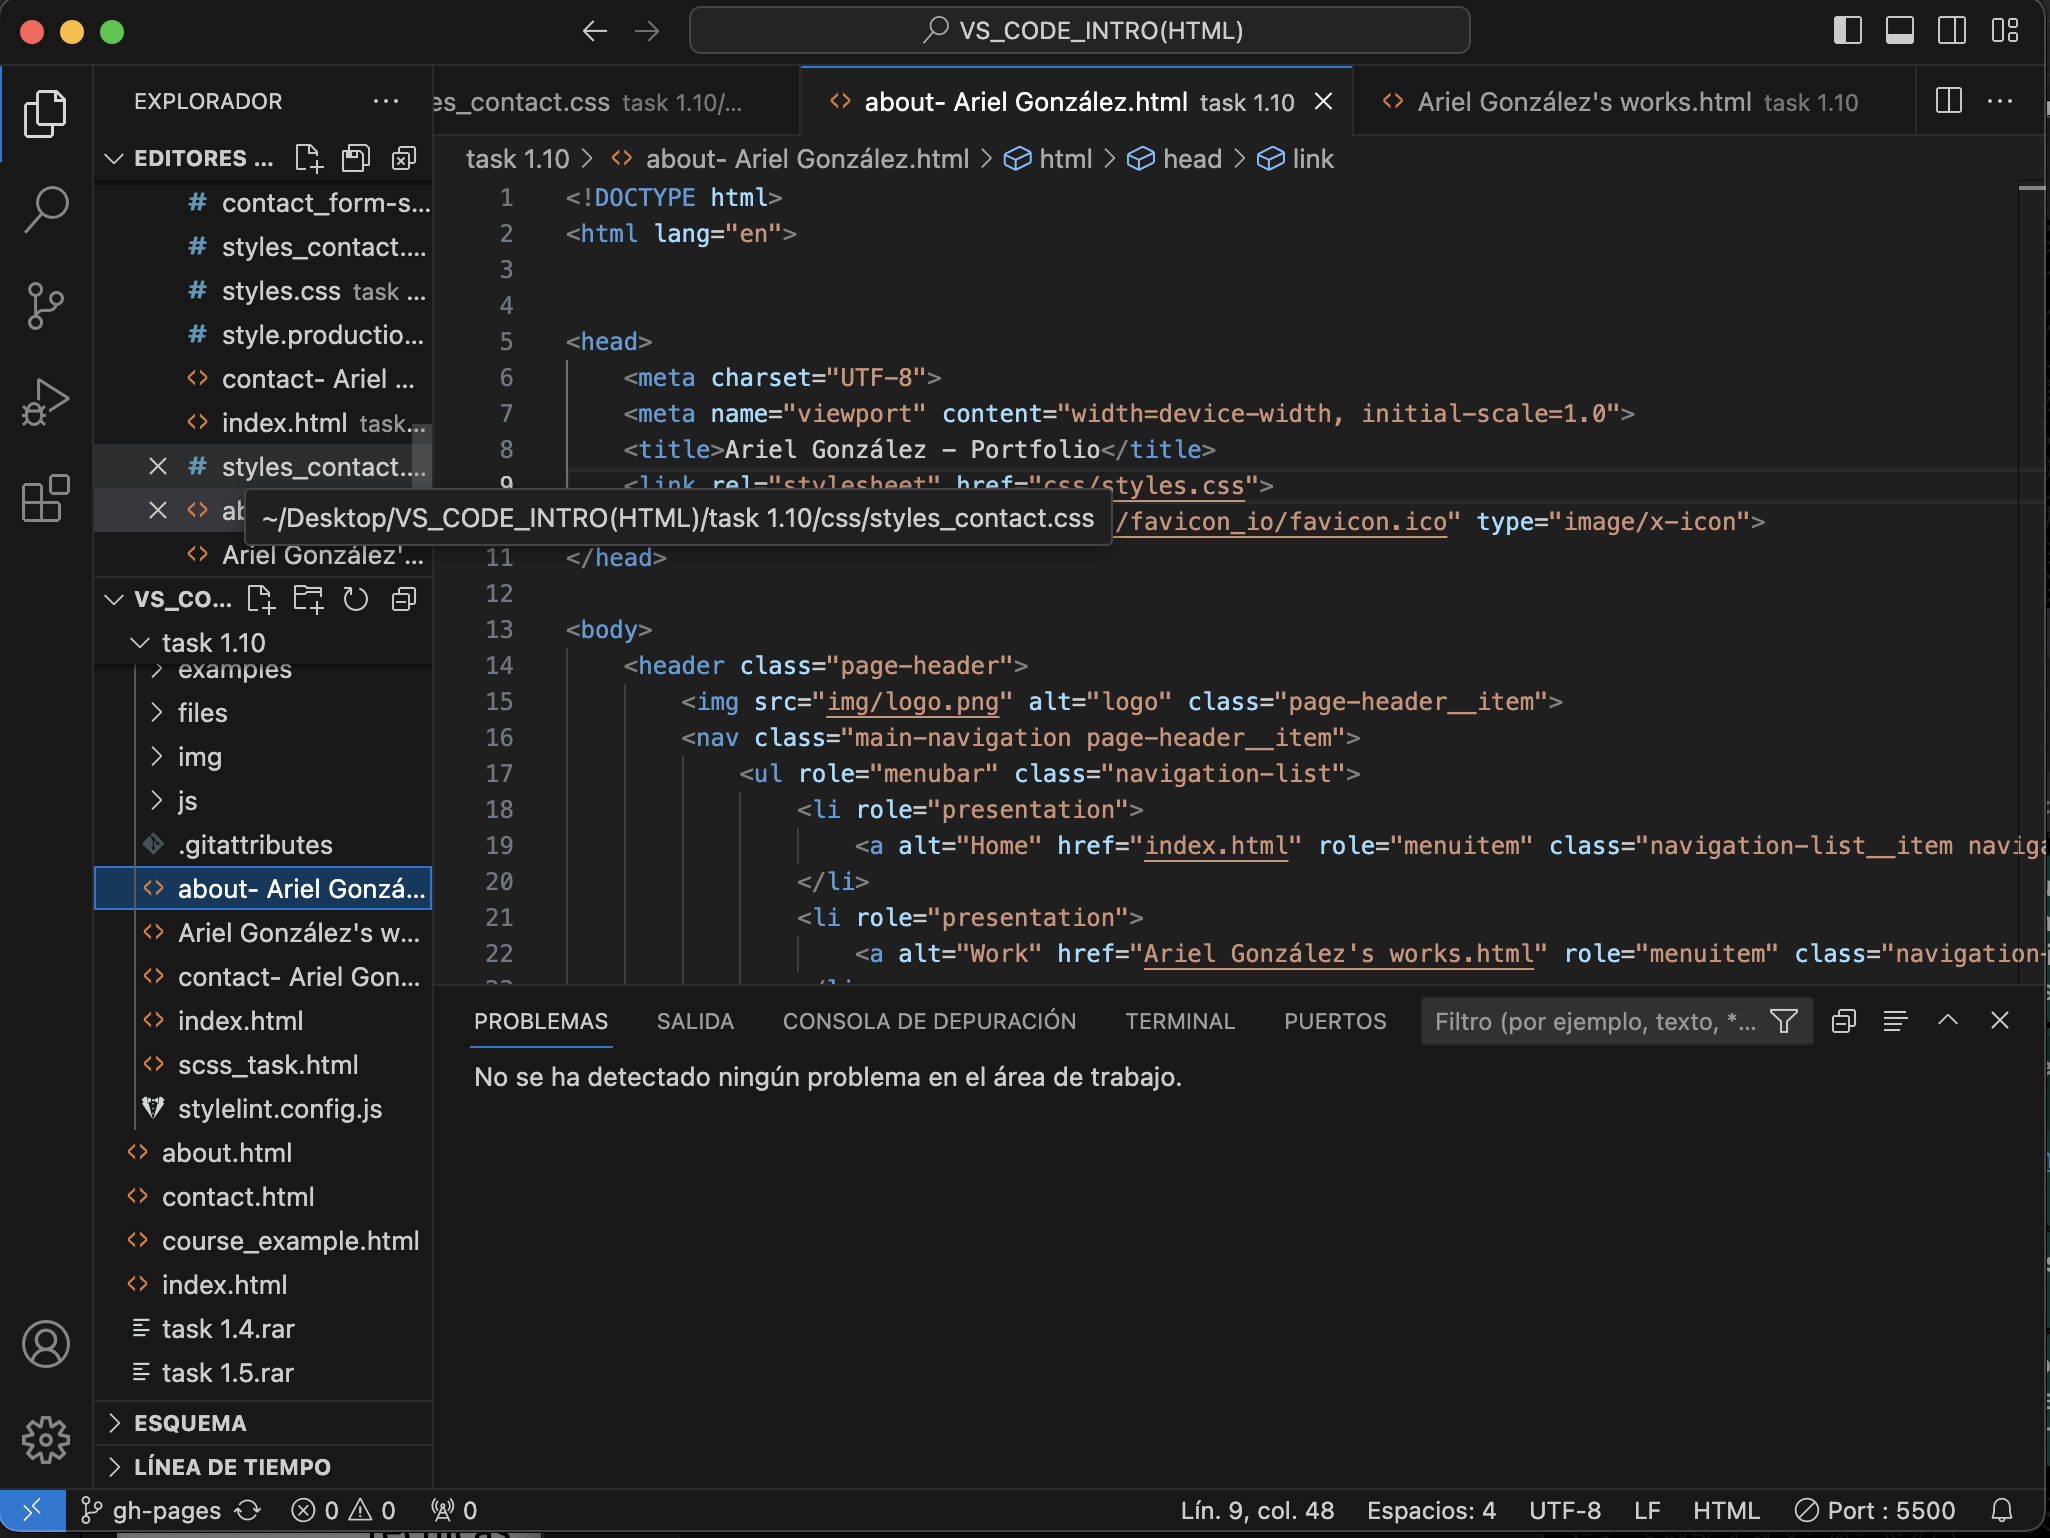 VS_CODE_INTRO(HTML)
EXPLORADOR
es_contact.css task 1.10/...
about- Ariel González.html task 1.10
Ariel González's works.html task 1.10
EDITORES ...
task 1.10 > about- Ariel González.html > html > head > link
contact_form-s...
styles_contact....
styles.css task ...
style.productio...
contact- Ariel ...
index.html task...
styles_contact....
ab
Ariel González'...
~/Desktop/VS_CODE_INTRO(HTML)/task 1.10/css/styles_contact.css
1 <!DOCTYPE html>
2 <html lang="en">
3
4
5 <head>
6 <meta charset="UTF-8">
7 <meta name="viewport" content="width=device-width, initial-scale=1.0">
8 <title>Ariel González – Portfolio</title>
9 <link rel="stylesheet" href="css/styles.css">
/favicon_io/favicon.ico" type="image/x-icon">
11 </head>
12
13 <body>
14 <header class="page-header">
15 <img src="img/logo.png" alt="logo" class="page-header__item">
16 <nav class="main-navigation page-header__item">
17 <ul role="menubar" class="navigation-list">
18 <li role="presentation">
19 <a alt="Home" href="index.html" role="menuitem" class="navigation-list__item naviga
20 </li>
21 <li role="presentation">
22 <a alt="Work" href="Ariel González's works.html" role="menuitem" class="navigation-
VS_CO...
task 1.10
examples
files
img
js
.gitattributes
about- Ariel Gonzá...
Ariel González's w...
contact- Ariel Gon...
index.html
scss_task.html
stylelint.config.js
about.html
contact.html
course_example.html
index.html
task 1.4.rar
task 1.5.rar
ESQUEMA
LÍNEA DE TIEMPO
PROBLEMAS
SALIDA
CONSOLA DE DEPURACIÓN
TERMINAL
PUERTOS
Filtro (por ejemplo, texto, *...
No se ha detectado ningún problema en el área de trabajo.
gh-pages 0 0 0
Lín. 9, col. 48 Espacios: 4 UTF-8 LF HTML Port : 5500